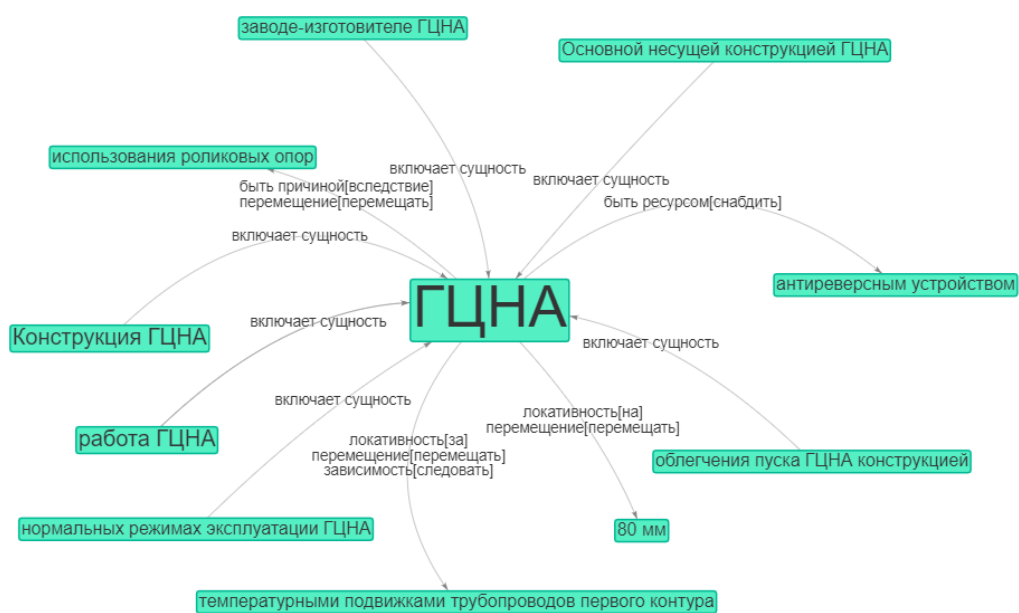 заводе-изготовителе ГЦНА
Основной несущей конструкцией ГЦНА
использования роликовых опор
включает сущность
включает сущность
быть причиной[вследствие]
перемещение[перемещать]
быть ресурсом[снабдить]
включает сущность
антиреверсным устройством
ГЦНА
Конструкция ГЦНА
включает сущность
включает сущность
включает сущность
локативность[на]
перемещение[перемещать]
работа ГЦНА
локативность[за]
перемещение[перемещать]
зависимость[следовать]
облегчения пуска ГЦНА конструкцией
нормальных режимах эксплуатации ГЦНА
80 мм
температурными подвижками трубопроводов первого контура